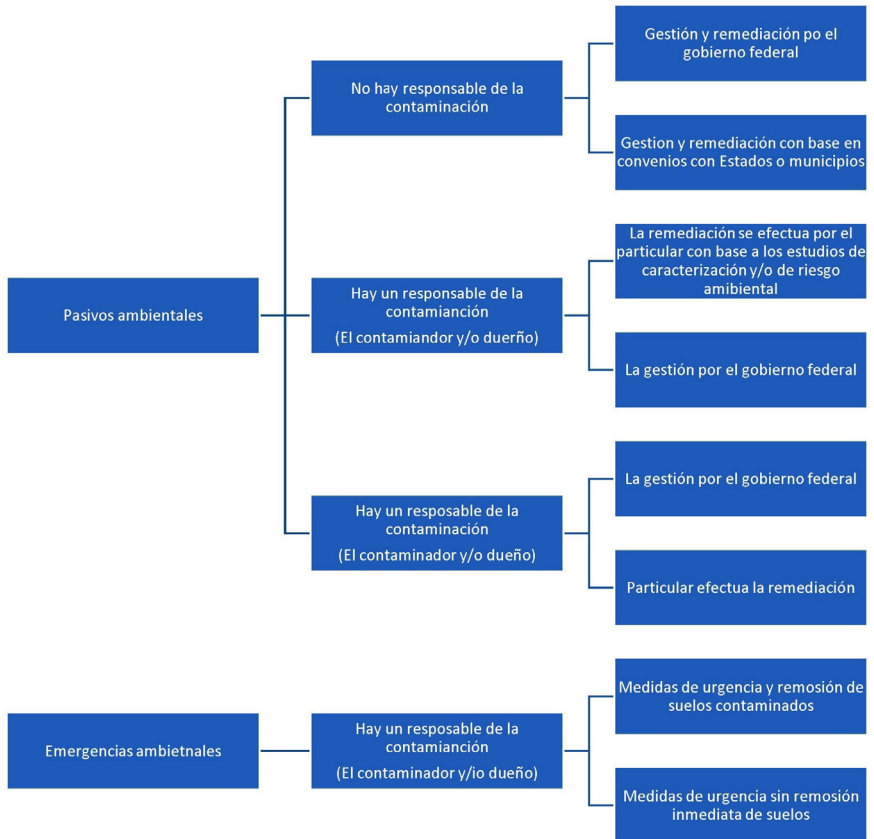 Pasivos ambientales
No hay responsable de la
contaminación
Gestión y remediación po el
gobierno federal
Gestion y remediación con base en
convenios con Estados o municipios
Hay un responsable de la
contamianción
(El contamiandor y/o duerño)
La remediación se efectua por el
particular con base a los estudios de
caracterización y/o de riesgo
amibiental
La gestión por el gobierno federal
Hay un resposable de la
contaminación
(El contaminador y/o dueño)
La gestión por el gobierno federal
Particular efectua la remediación
Emergencias ambietnales
Hay un resposable de la
contamianción
(El contaminador y/io dueño)
Medidas de urgencia y remosión de
suelos contaminados
Medidas de urgencia sin remosión
inmediata de suelos